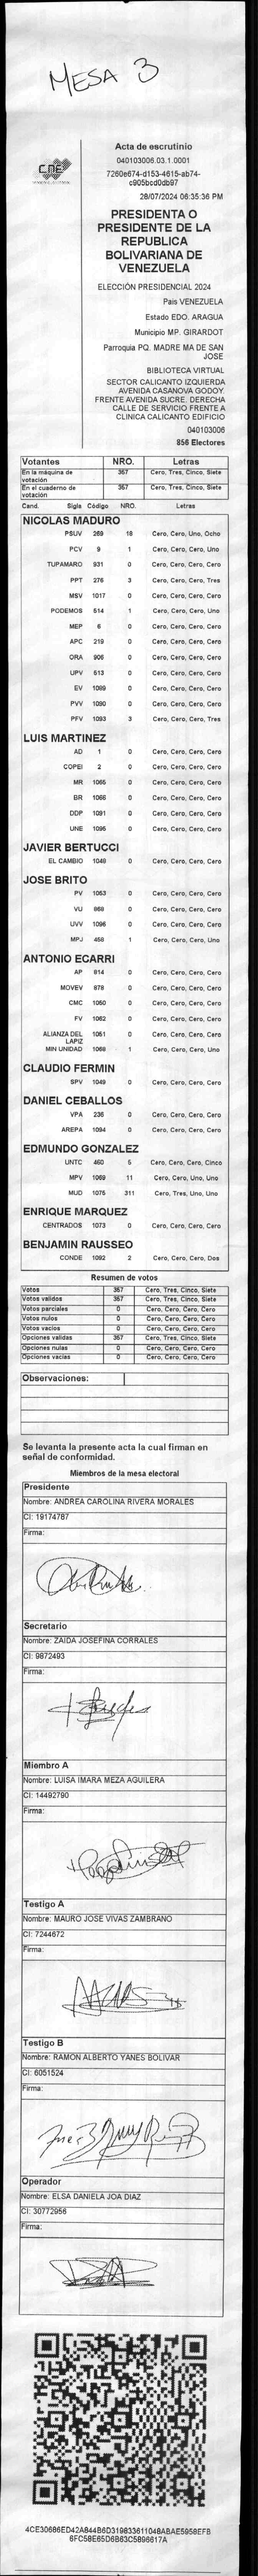 MESA 3
Acta de escrutinio
040103006.03.1.0001
7260e674-d153-4615-ab74-
c905bcd0db97
28/07/2024 06:35:36 PM
CNE
PRESIDENTA O
PRESIDENTE DE LA
REPUBLICA
BOLIVARIANA DE
VENEZUELA
ELECCIÓN PRESIDENCIAL 2024
Pais VENEZUELA
Estado EDO. ARAGUA
Municipio MP. GIRARDOT
Parroquia PQ. MADRE MA DE SAN
JOSE
BIBLIOTECA VIRTUAL
SECTOR CALICANTO IZQUIERDA
AVENIDA CASANOVA GODOY
FRENTE AVENIDA SUCRE. DERECHA
CALLE DE SERVICIO FRENTE A
CLINICA CALICANTO EDIFICIO
040103006
856 Electores
Votantes NRO. Letras
En la máquina de votación 357 Cero, Tres, Cinco, Siete
En el cuaderno de votación 357 Cero, Tres, Cinco, Siete
Cand. Sigla Código NRO. Letras
NICOLAS MADURO
PSUV 269 18 Cero, Cero, Uno, Ocho
PCV 9 1 Cero, Cero, Cero, Uno
TUPAMARO 931 0 Cero, Cero, Cero, Cero
PPT 276 3 Cero, Cero, Cero, Tres
MSV 1017 0 Cero, Cero, Cero, Cero
PODEMOS 514 1 Cero, Cero, Cero, Uno
MEP 6 0 Cero, Cero, Cero, Cero
APC 219 0 Cero, Cero, Cero, Cero
ORA 906 0 Cero, Cero, Cero, Cero
UPV 513 0 Cero, Cero, Cero, Cero
EV 1089 0 Cero, Cero, Cero, Cero
PVV 1090 0 Cero, Cero, Cero, Cero
PFV 1093 3 Cero, Cero, Cero, Tres
LUIS MARTINEZ
AD 1 0 Cero, Cero, Cero, Cero
COPEI 2 0 Cero, Cero, Cero, Cero
MR 1065 0 Cero, Cero, Cero, Cero
BR 1066 0 Cero, Cero, Cero, Cero
DDP 1091 0 Cero, Cero, Cero, Cero
UNE 1095 0 Cero, Cero, Cero, Cero
JAVIER BERTUCCI
EL CAMBIO 1048 0 Cero, Cero, Cero, Cero
JOSE BRITO
PV 1053 0 Cero, Cero, Cero, Cero
VU 869 0 Cero, Cero, Cero, Cero
UVV 1096 0 Cero, Cero, Cero, Cero
MPJ 458 1 Cero, Cero, Cero, Uno
ANTONIO ECARRI
AP 814 0 Cero, Cero, Cero, Cero
MOVEV 878 0 Cero, Cero, Cero, Cero
CMC 1050 0 Cero, Cero, Cero, Cero
FV 1062 0 Cero, Cero, Cero, Cero
ALIANZA DEL LAPIZ 1051 0 Cero, Cero, Cero, Cero
MIN UNIDAD 1068 1 Cero, Cero, Cero, Uno
CLAUDIO FERMIN
SPV 1049 0 Cero, Cero, Cero, Cero
DANIEL CEBALLOS
VPA 236 0 Cero, Cero, Cero, Cero
AREPA 1094 0 Cero, Cero, Cero, Cero
EDMUNDO GONZALEZ
UNTC 460 5 Cero, Cero, Cero, Cinco
MPV 1069 11 Cero, Cero, Uno, Uno
MUD 1075 311 Cero, Tres, Uno, Uno
ENRIQUE MARQUEZ
CENTRADOS 1073 0 Cero, Cero, Cero, Cero
BENJAMIN RAUSSEO
CONDE 1092 2 Cero, Cero, Cero, Dos
Resumen de votos
Votos 357 Cero, Tres, Cinco, Siete
Votos validos 357 Cero, Tres, Cinco, Siete
Votos parciales 0 Cero, Cero, Cero, Cero
Votos nulos 0 Cero, Cero, Cero, Cero
Votos vacios 0 Cero, Cero, Cero, Cero
Opciones validas 357 Cero, Tres, Cinco, Siete
Opciones nulas 0 Cero, Cero, Cero, Cero
Opciones vacias 0 Cero, Cero, Cero, Cero
Observaciones:
Se levanta la presente acta la cual firman en
señal de conformidad.
Miembros de la mesa electoral
Presidente
Nombre: ANDREA CAROLINA RIVERA MORALES
CI: 19174787
Firma:
Secretario
Nombre: ZAIDA JOSEFINA CORRALES
CI: 9872493
Firma:
Miembro A
Nombre: LUISA IMARA MEZA AGUILERA
CI: 14492790
Firma:
Testigo A
Nombre: MAURO JOSE VIVAS ZAMBRANO
CI: 7244672
Firma:
Testigo B
Nombre: RAMON ALBERTO YANES BOLIVAR
CI: 6051524
Firma:
Operador
Nombre: ELSA DANIELA JOA DIAZ
CI: 30772956
Firma:
4CE30686ED42A844B6D319833611048ABAE5958EFB
6FC58E65D6B63C5896617A